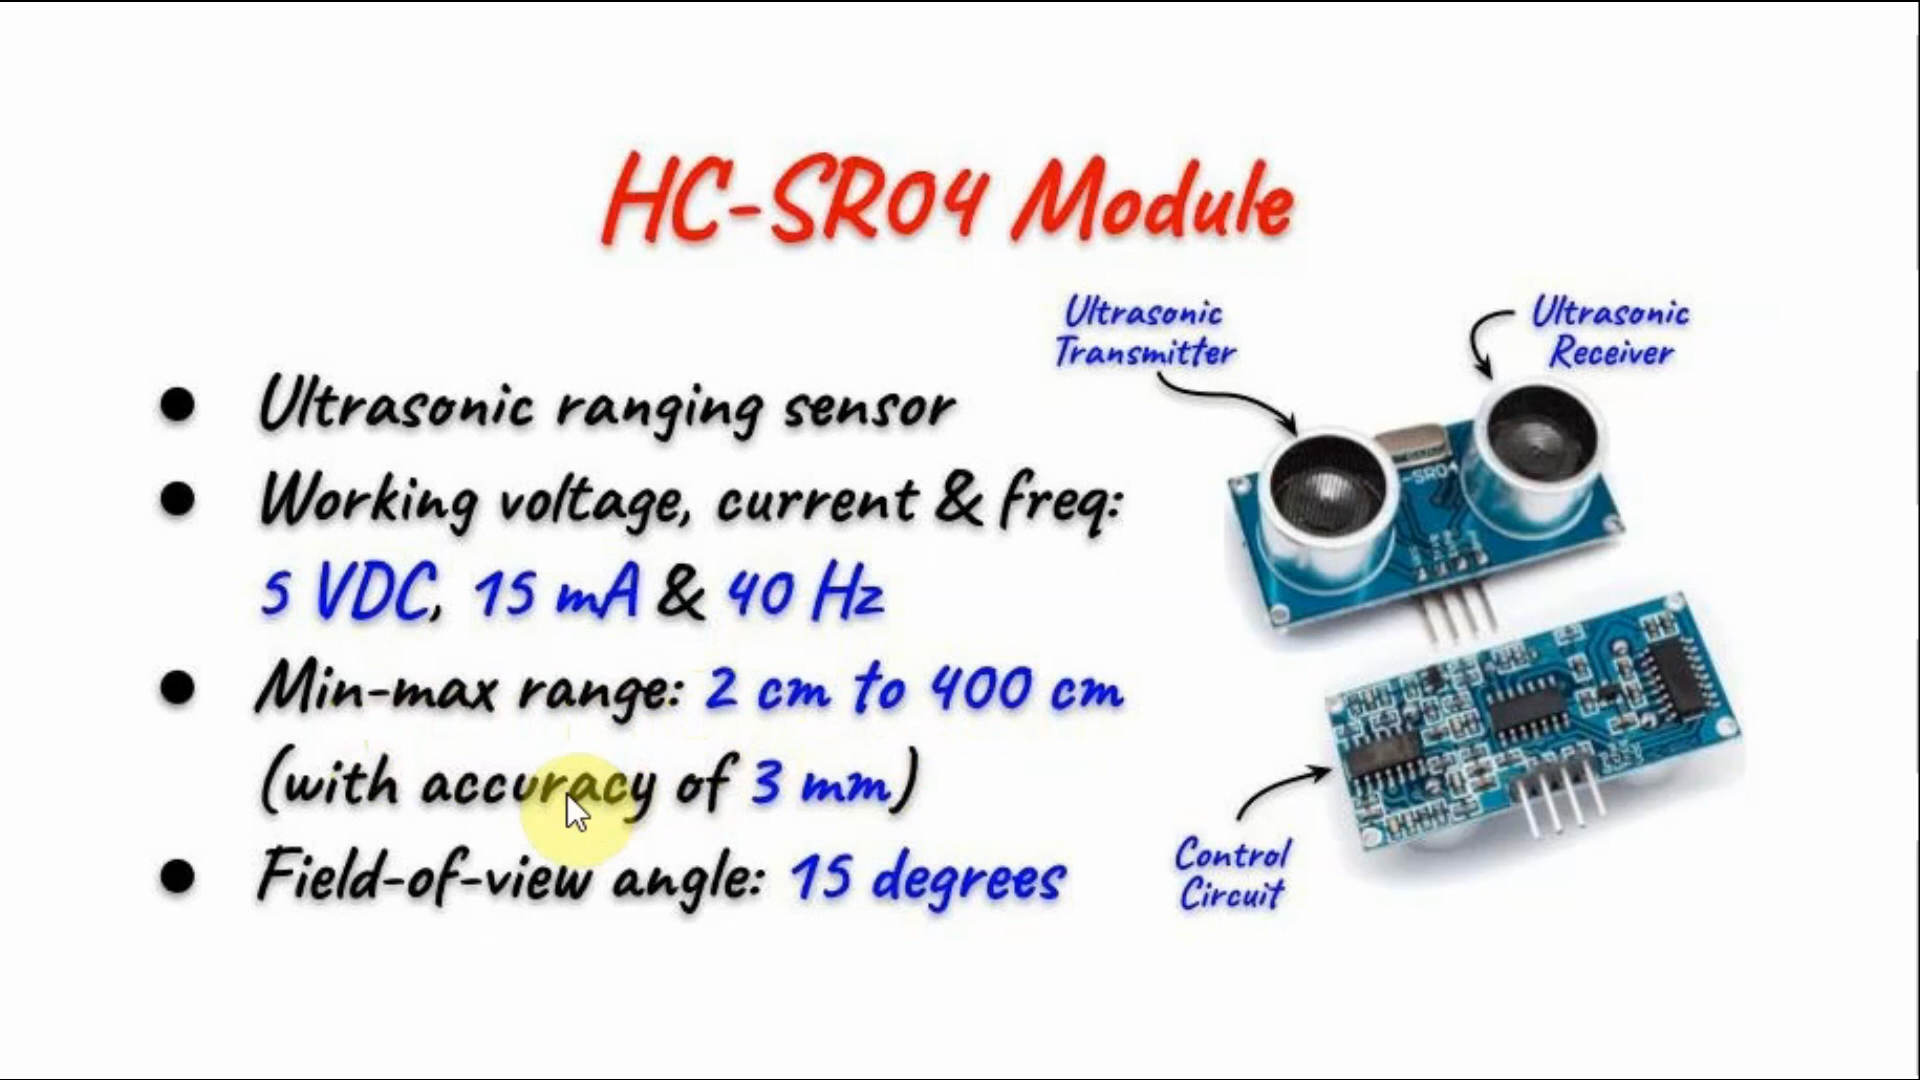 HC-SR04 Module
Ultrasonic
Transmitter
Ultrasonic
Receiver
● Ultrasonic ranging sensor
● Working voltage, current & freq:
5 VDC, 15 mA & 40 Hz
● Min-max range: 2 cm to 400 cm
(with accuracy of 3 mm)
● Field-of-view angle: 15 degrees
-SR04
Control
Circuit